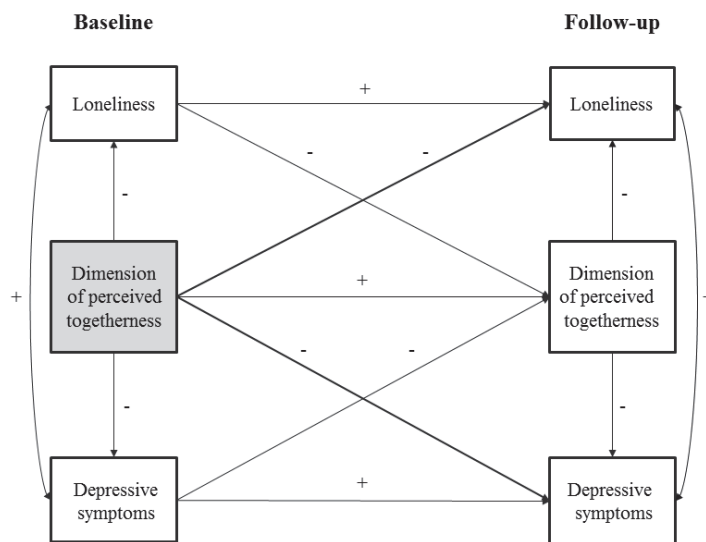 Baseline
Follow-up
Loneliness
+
Loneliness
-
-
-
-
Dimension
of perceived
togetherness
+
Dimension
of perceived
togetherness
+
+
-
-
-
-
Depressive
symptoms
+
Depressive
symptoms